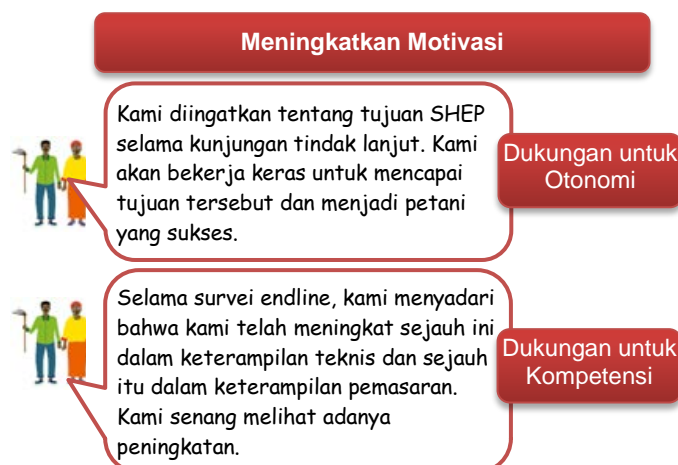 Meningkatkan Motivasi
Kami diingatkan tentang tujuan SHEP
selama kunjungan tindak lanjut. Kami
akan bekerja keras untuk mencapai
tujuan tersebut dan menjadi petani
yang sukses.
Dukungan untuk
Otonomi
Selama survei endline, kami menyadari
bahwa kami telah meningkat sejauh ini
dalam keterampilan teknis dan sejauh
itu dalam keterampilan pemasaran.
Kami senang melihat adanya
peningkatan.
Dukungan untuk
Kompetensi